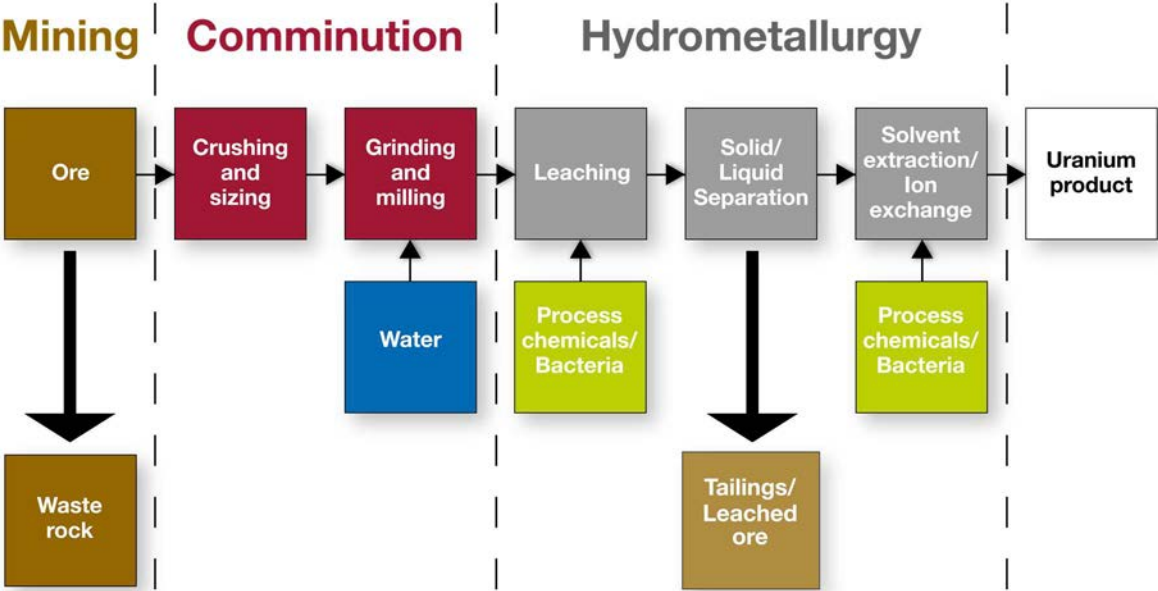 Mining
Comminution
Hydrometallurgy
Ore
Crushing
and
sizing
Grinding
and
milling
Leaching
Solid/
Liquid
Separation
Solvent
extraction/
Ion
exchange
Uranium
product
Water
Process
chemicals/
Bacteria
Process
chemicals/
Bacteria
Waste
rock
Tailings/
Leached
ore